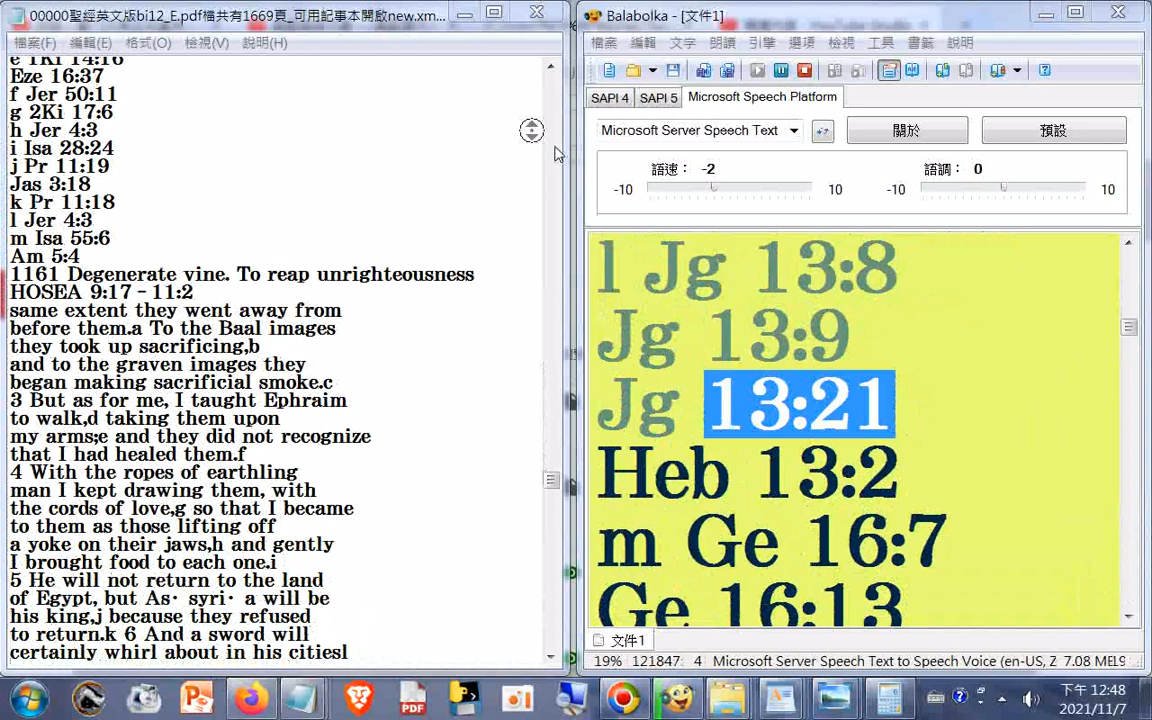 00000聖經英文版bi12_E.pdf檔共有1669頁_可用記事本開啟new.xm...
檔案(F) 編輯(E) 格式(O) 檢視(V) 說明(H)
e 1Ki 14:16
Eze 16:37
f Jer 50:11
g 2Ki 17:6
h Jer 4:3
i Isa 28:24
j Pr 11:19
Jas 3:18
k Pr 11:18
l Jer 4:3
m Isa 55:6
Am 5:4
1161 Degenerate vine. To reap unrighteousness
HOSEA 9:17–11:2
same extent they went away from
before them.a To the Baal images
they took up sacrificing,b
and to the graven images they
began making sacrificial smoke.c
3 But as for me, I taught Ephraim
to walk,d taking them upon
my arms;e and they did not recognize
that I had healed them.f
4 With the ropes of earthling
man I kept drawing them, with
the cords of love,g so that I became
to them as those lifting off
a yoke on their jaws,h and gently
I brought food to each one.i
5 He will not return to the land
of Egypt, but As· syri· a will be
his king,j because they refused
to return.k 6 And a sword will
certainly whirl about in his citiesl
Balabolka - [文件1]
檔案 編輯 文字 朗讀 引擎 選項 檢視 工具 書籤 說明
SAPI 4 SAPI 5 Microsoft Speech Platform
Microsoft Server Speech Text 關於 預設
語速： -2 語調： 0
-10 10 -10 10
l Jg 13:8
Jg 13:9
Jg 13:21
Heb 13:2
m Ge 16:7
Ge 16:13
文件1
19% 121847: 4 Microsoft Server Speech Text to Speech Voice (en-US, Z 7.08 MEL9
PDF
下午 12:48
2021/11/7